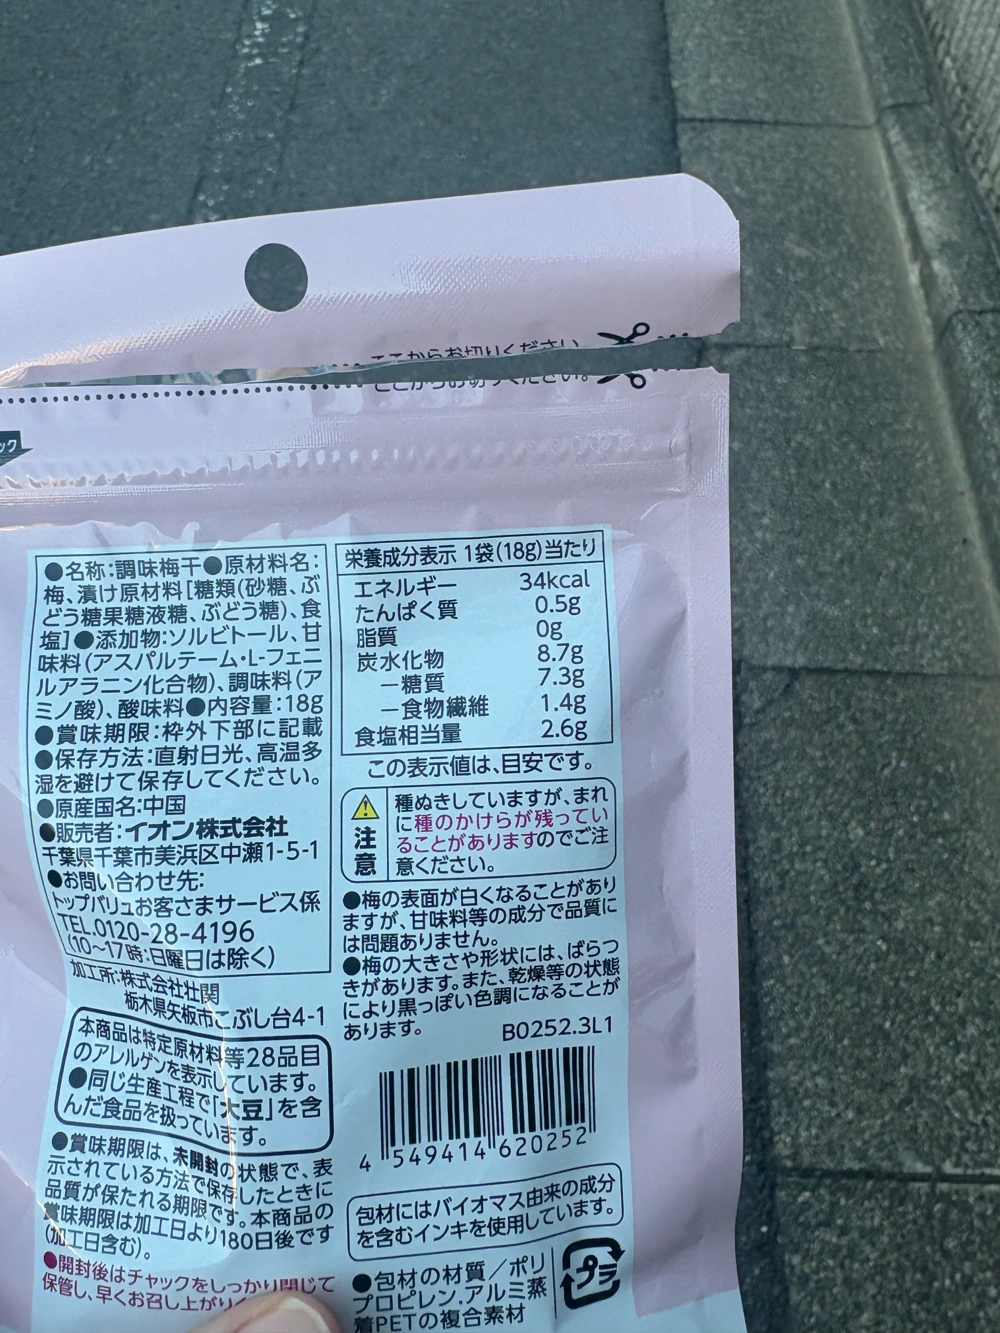 ここからお切りください
ここからお切りください。
ック
●名称:調味梅干●原材料名:
梅、漬け原材料[糖類(砂糖、ぶ
どう糖果糖液糖、ぶどう糖)、食
塩]●添加物:ソルビトール、甘
味料(アスパルテーム・L-フェニ
ルアラニン化合物)、調味料(ア
ミノ酸)、酸味料●内容量:18g
●賞味期限:枠外下部に記載
●保存方法:直射日光、高温多
湿を避けて保存してください。
●原産国名:中国
●販売者:イオン株式会社
千葉県千葉市美浜区中瀬1-5-1
●お問い合わせ先:
トップバリュお客さまサービス係
TEL.0120-28-4196
(10〜17時:日曜日は除く)
加工所:株式会社壮関
栃木県矢板市こぶし台4-1
本商品は特定原材料等28品目
のアレルゲンを表示しています。
●同じ生産工程で「大豆」を含
んだ食品を扱っています。
●賞味期限は、未開封の状態で、表
示されている方法で保存したときに
品質が保たれる期限です。本商品の
賞味期限は加工日より180日後です
(加工日含む)。
●開封後はチャックをしっかり閉じて
保管し、早くお召し上がり
栄養成分表示 1袋(18g)当たり
エネルギー 34kcal
たんぱく質 0.5g
脂質 0g
炭水化物 8.7g
―糖質 7.3g
―食物繊維 1.4g
食塩相当量 2.6g
この表示値は、目安です。
注意
種ぬきしていますが、まれ
に種のかけらが残ってい
ることがありますのでご注
意ください。
●梅の表面が白くなることがあり
ますが、甘味料等の成分で品質に
は問題ありません。
●梅の大きさや形状には、ばらつ
きがあります。また、乾燥等の状態
により黒っぽい色調になることが
あります。
B0252.3L1
4 549414 620252
包材にはバイオマス由来の成分
を含むインキを使用しています。
●包材の材質/ポリ
プロピレン、アルミ蒸
着PETの複合素材
プラ